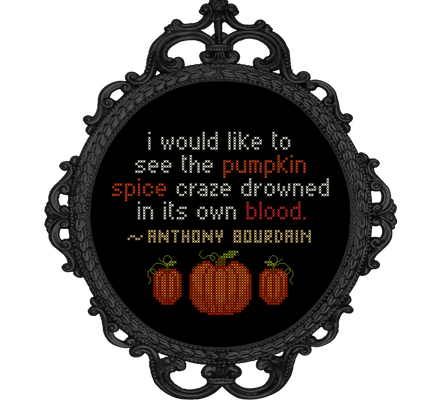 i would like to
see the pumpkin
spice craze drowned
in its own blood.
~ANTHONY BOURDAIN